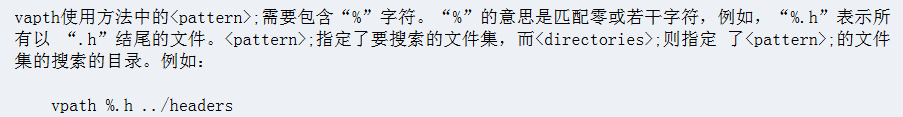 vapth使用方法中的<pattern>;需要包含“%”字符。“%”的意思是匹配零或若干字符,例如,“%.h”表示所
有以 “.h”结尾的文件。<pattern>;指定了要搜索的文件集,而<directories>;则指定 了<pattern>;的文件
集的搜索的目录。例如:
vpath %.h ../headers